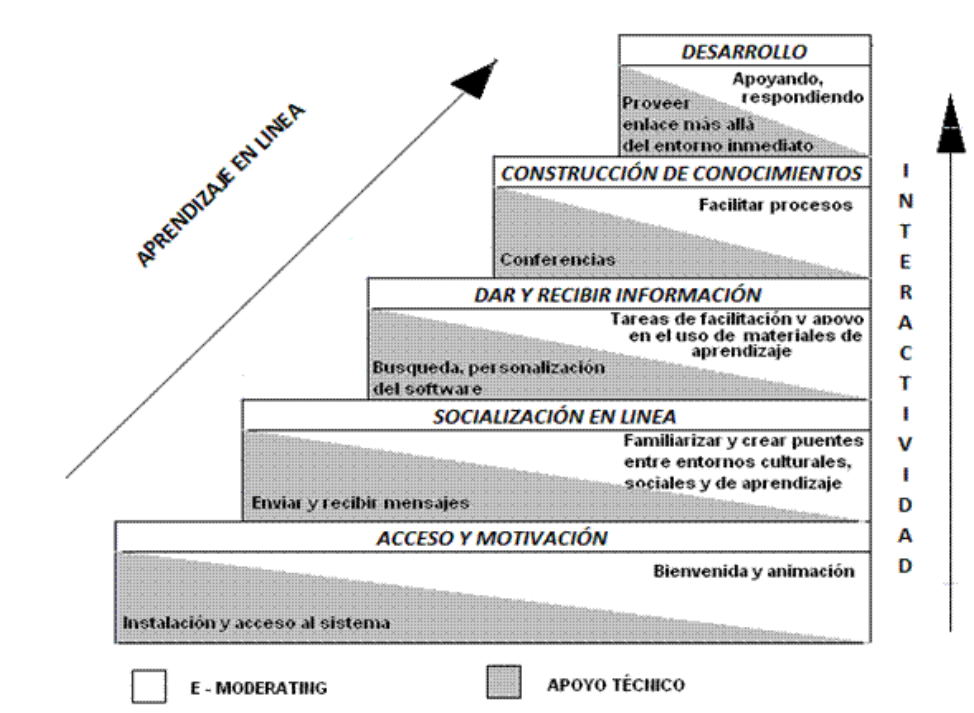 APRENDIZAJE EN LINEA
DESARROLLO
Apoyando,
respondiendo
Proveer
enlace más allá
del entorno inmediato
CONSTRUCCIÓN DE CONOCIMIENTOS
Facilitar procesos
Conferencias
DAR Y RECIBIR INFORMACIÓN
Tareas de facilitación y apoyo
en el uso de materiales de
aprendizaje
Busqueda, personalización
del software
SOCIALIZACIÓN EN LINEA
Familiarizar y crear puentes
entre entornos culturales,
sociales y de aprendizaje
Enviar y recibir mensajes
ACCESO Y MOTIVACIÓN
Bienvenida y animación
Instalación y acceso al sistema
INTERACTIVIDAD
E - MODERATING
APOYO TÉCNICO